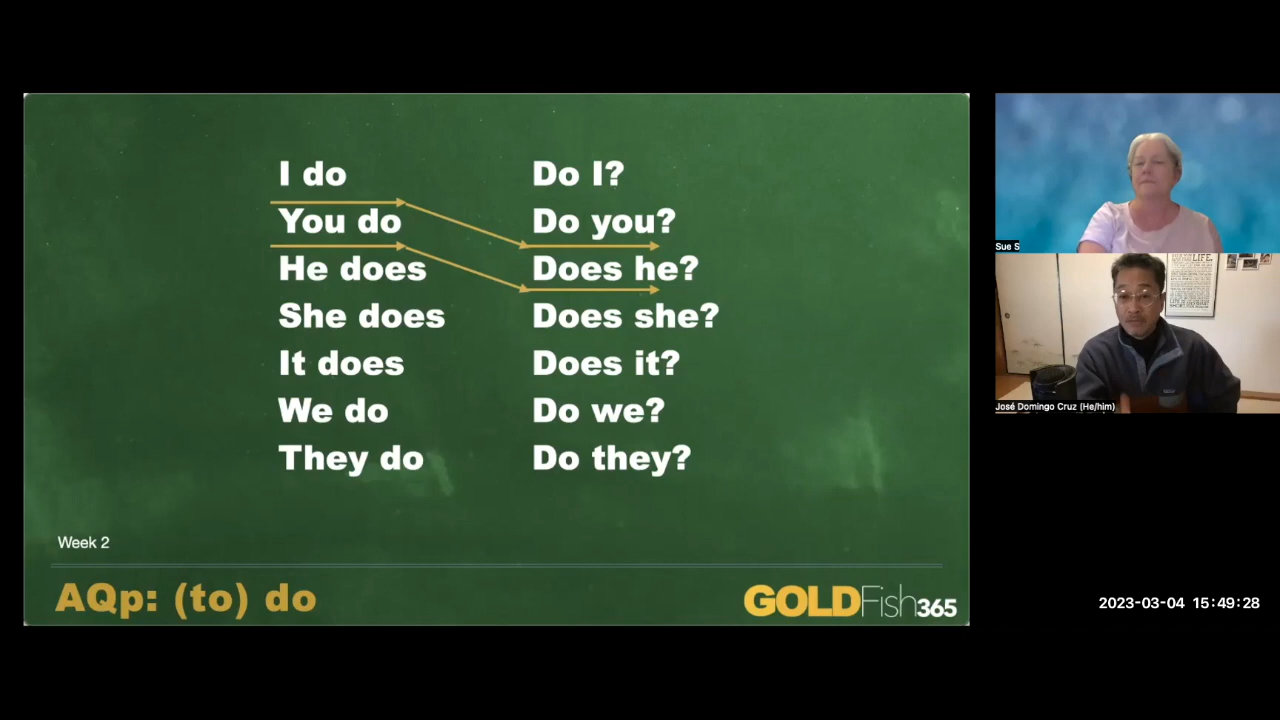 I do
You do
He does
She does
It does
We do
They do
Do I?
Do you?
Does he?
Does she?
Does it?
Do we?
Do they?
Week 2
AQp: (to) do
GOLDFish365
Sue S
LIFE.
José Domingo Cruz (He/him)
2023-03-04 15:49:28